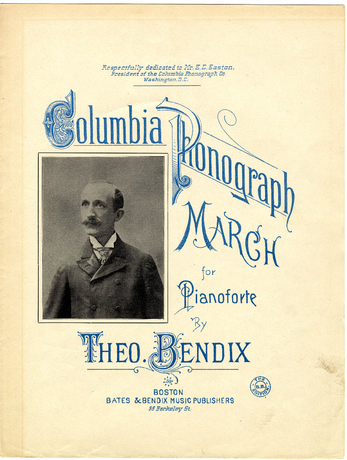 Respectfully dedicated to Mr. E. D. Easton.
President of the Columbia Phonograph Co
Washington, D.C.
Columbia
Phonograph
MARCH
for
Pianoforte
By
THEO. BENDIX
BOSTON
BATES & BENDIX MUSIC PUBLISHERS
Berkeley St.